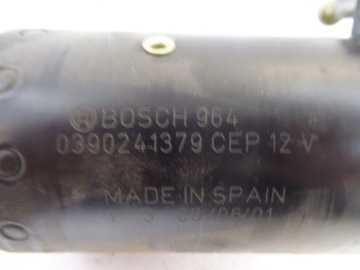 BOSCH 964
0390241379 CEP 12 V
MADE IN SPAIN